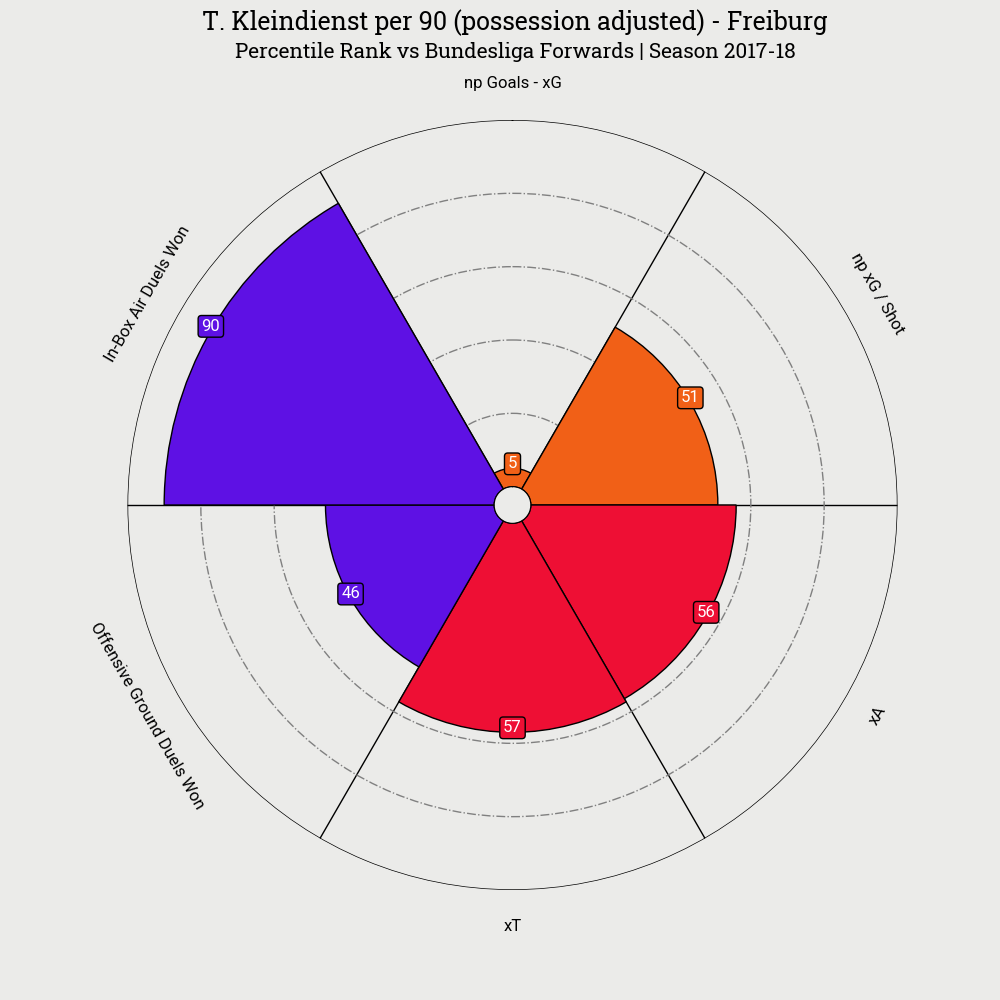 T. Kleindienst per 90 (possession adjusted) - Freiburg
Percentile Rank vs Bundesliga Forwards | Season 2017-18
np Goals - xG
np xG / Shot
In-Box Air Duels Won
90
51
5
46
56
Offensive Ground Duels Won
xA
57
xT